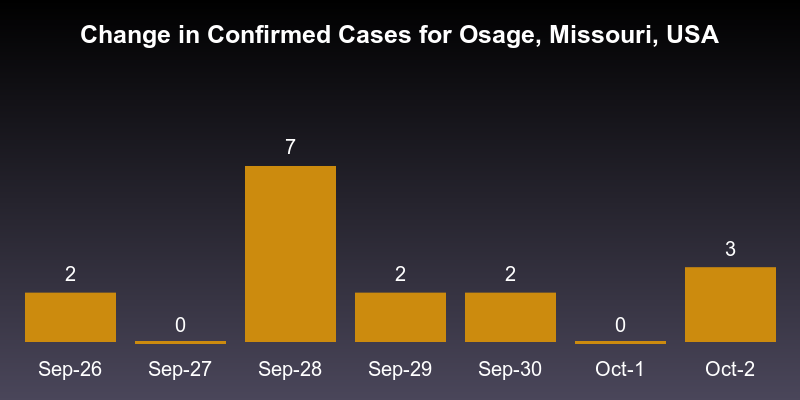 Change in Confirmed Cases for Osage, Missouri, USA
7
3
2
2
2
0
0
Sep-26
Sep-27
Sep-28
Sep-29
Sep-30
Oct-1
Oct-2